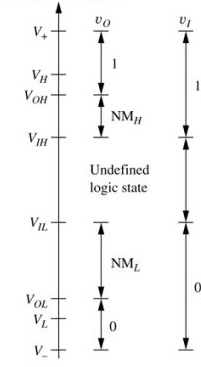 v_O v_I
V_+
1
V_H
V_OH
NM_H
1
V_IH
Undefined
logic state
V_IL
NM_L
0
V_OL
V_L
0
V_−